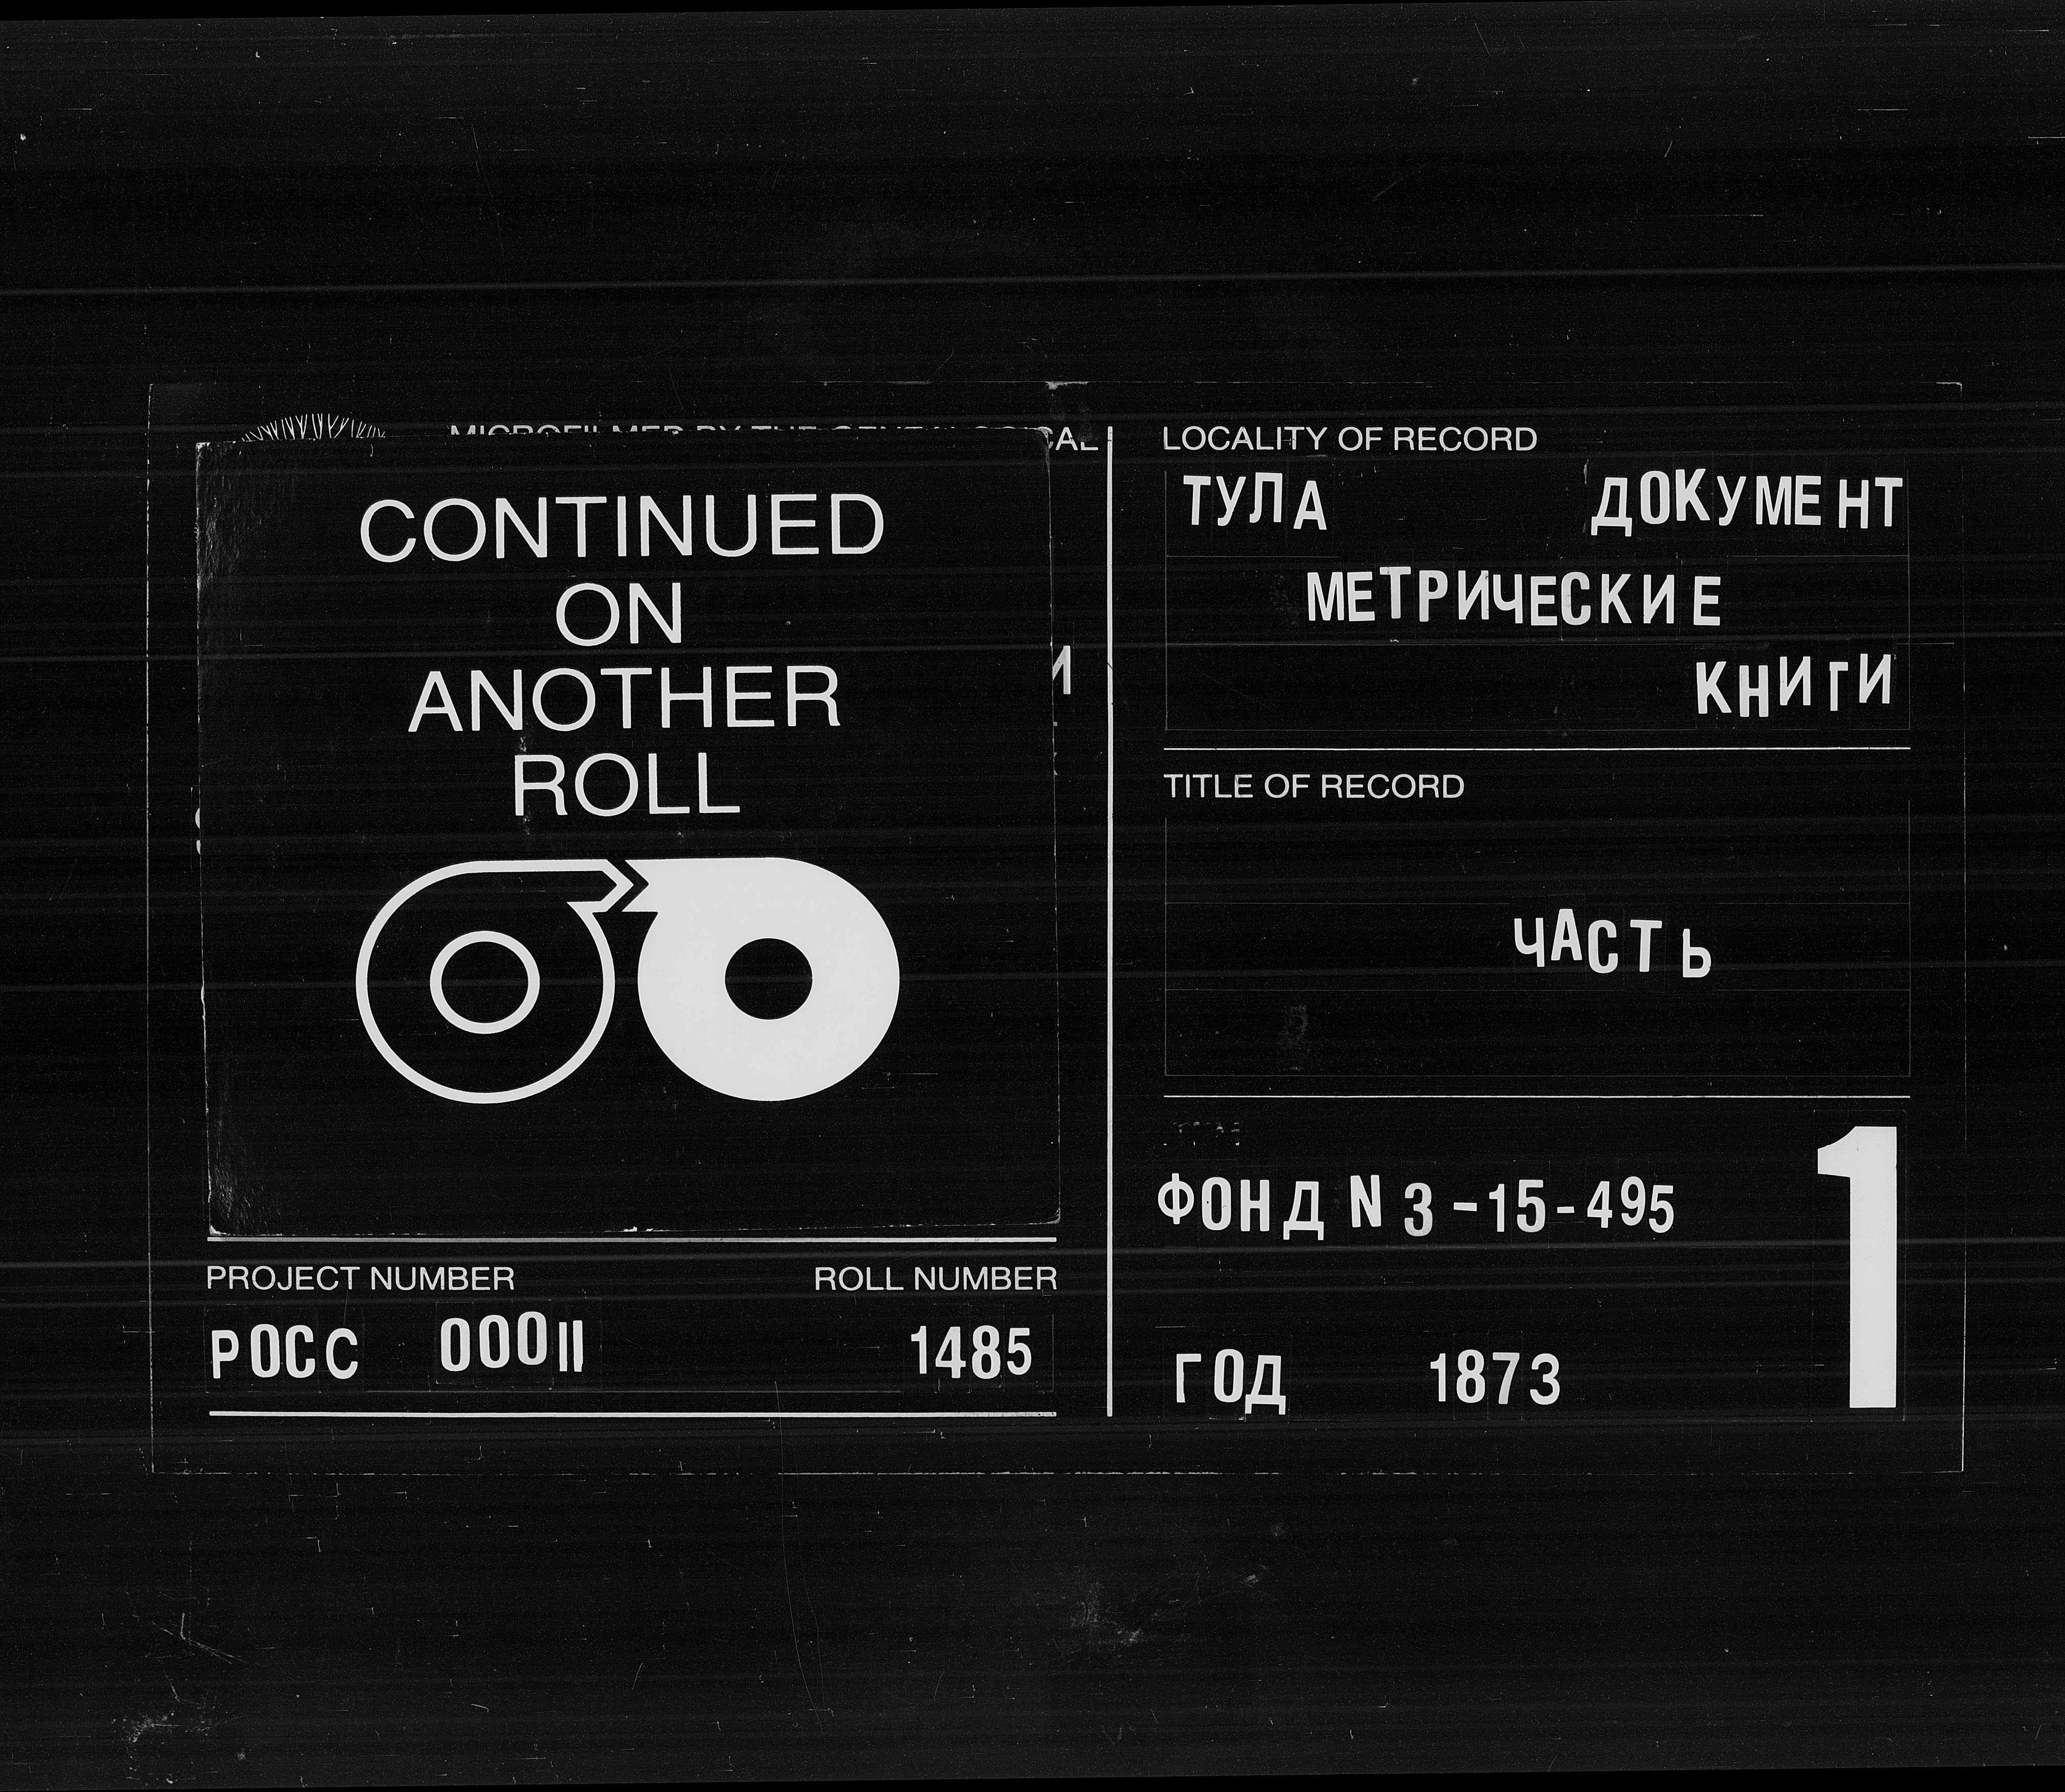 CONTINUED
ON
ANOTHER
ROLL
PROJECT NUMBER ROLL NUMBER
РОСС 000II 1485
LOCALITY OF RECORD
ТУЛА ДОКУМЕНТ
МЕТРИЧЕСКИЕ
КНИГИ
TITLE OF RECORD
ЧАСТЬ
1
ФОНД N 3-15-495
ГОД 1873